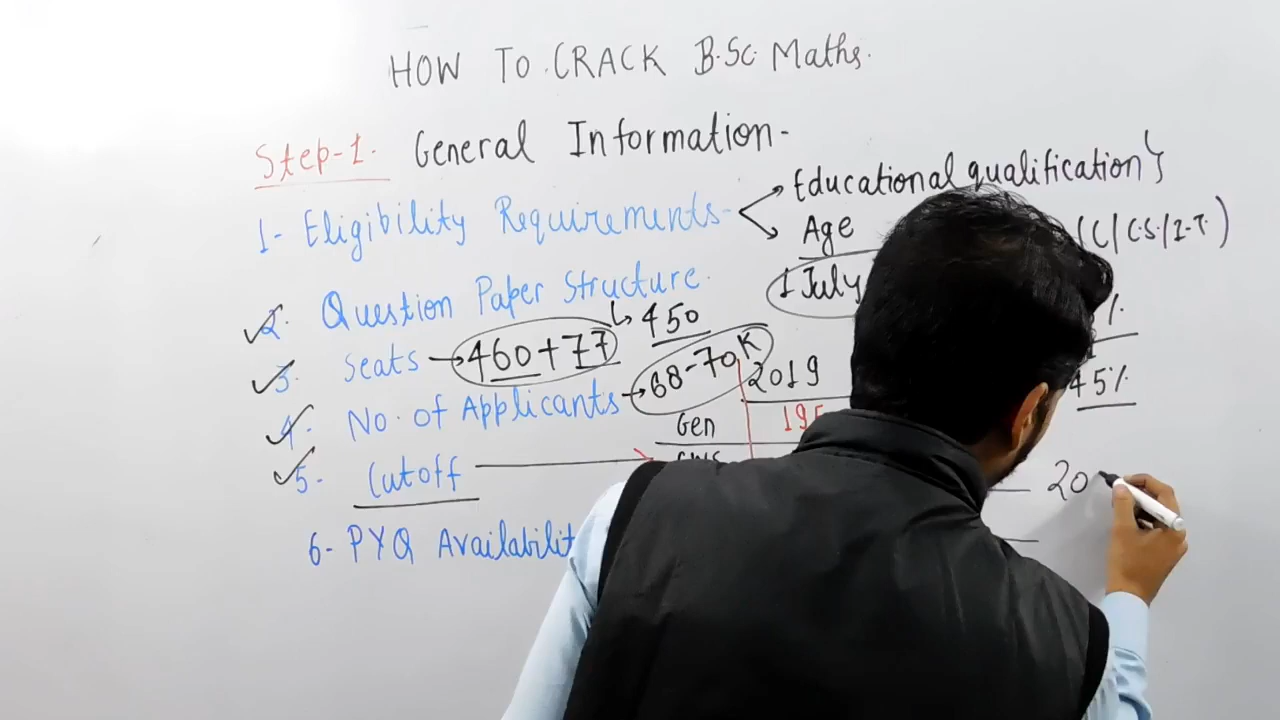 HOW TO CRACK B.Sc. Maths.
Step-1. General Information-
Educational qualification's
1- Eligibility Requirements-
Age
(C/CS/I.T.)
2. Question Paper Structure.
1 July
450
%.
3. Seats 460+77
68-70K
2019
45%
4. No. of Applicants
Gen
195
5. Cutoff
EWS
20
6- PYQ Availabilit